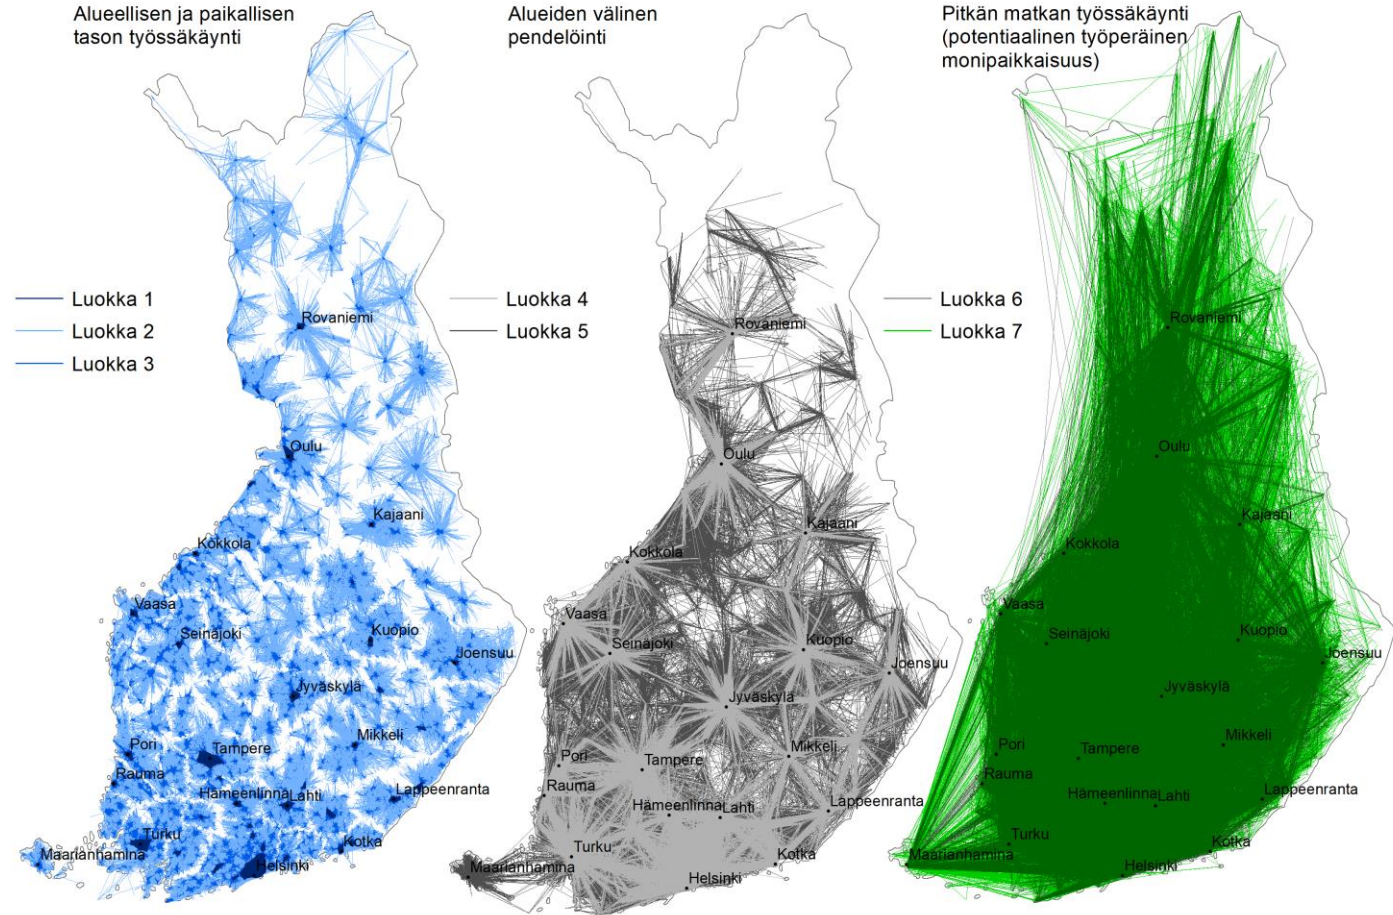 Alueellisen ja paikallisen
tason työssäkäynti
Luokka 1
Luokka 2
Luokka 3
Rovaniemi
Oulu
Kajaani
Kokkola
Vaasa
Seinäjoki
Kuopio
Joensuu
Jyväskylä
Pori
Tampere
Mikkeli
Rauma
Hämeenlinna
Lahti
Lappeenranta
Turku
Kotka
Maarianhamina
Helsinki
Alueiden välinen
pendelöinti
Luokka 4
Luokka 5
Rovaniemi
Oulu
Kajaani
Kokkola
Vaasa
Seinäjoki
Kuopio
Joensuu
Jyväskylä
Pori
Tampere
Mikkeli
Rauma
Hämeenlinna
Lahti
Lappeenranta
Turku
Kotka
Maarianhamina
Helsinki
Pitkän matkan työssäkäynti
(potentiaalinen työperäinen
monipaikkaisuus)
Luokka 6
Luokka 7
Rovaniemi
Oulu
Kajaani
Kokkola
Vaasa
Seinäjoki
Kuopio
Joensuu
Jyväskylä
Pori
Tampere
Mikkeli
Rauma
Hämeenlinna
Lahti
Lappeenranta
Turku
Kotka
Maarianhamina
Helsinki